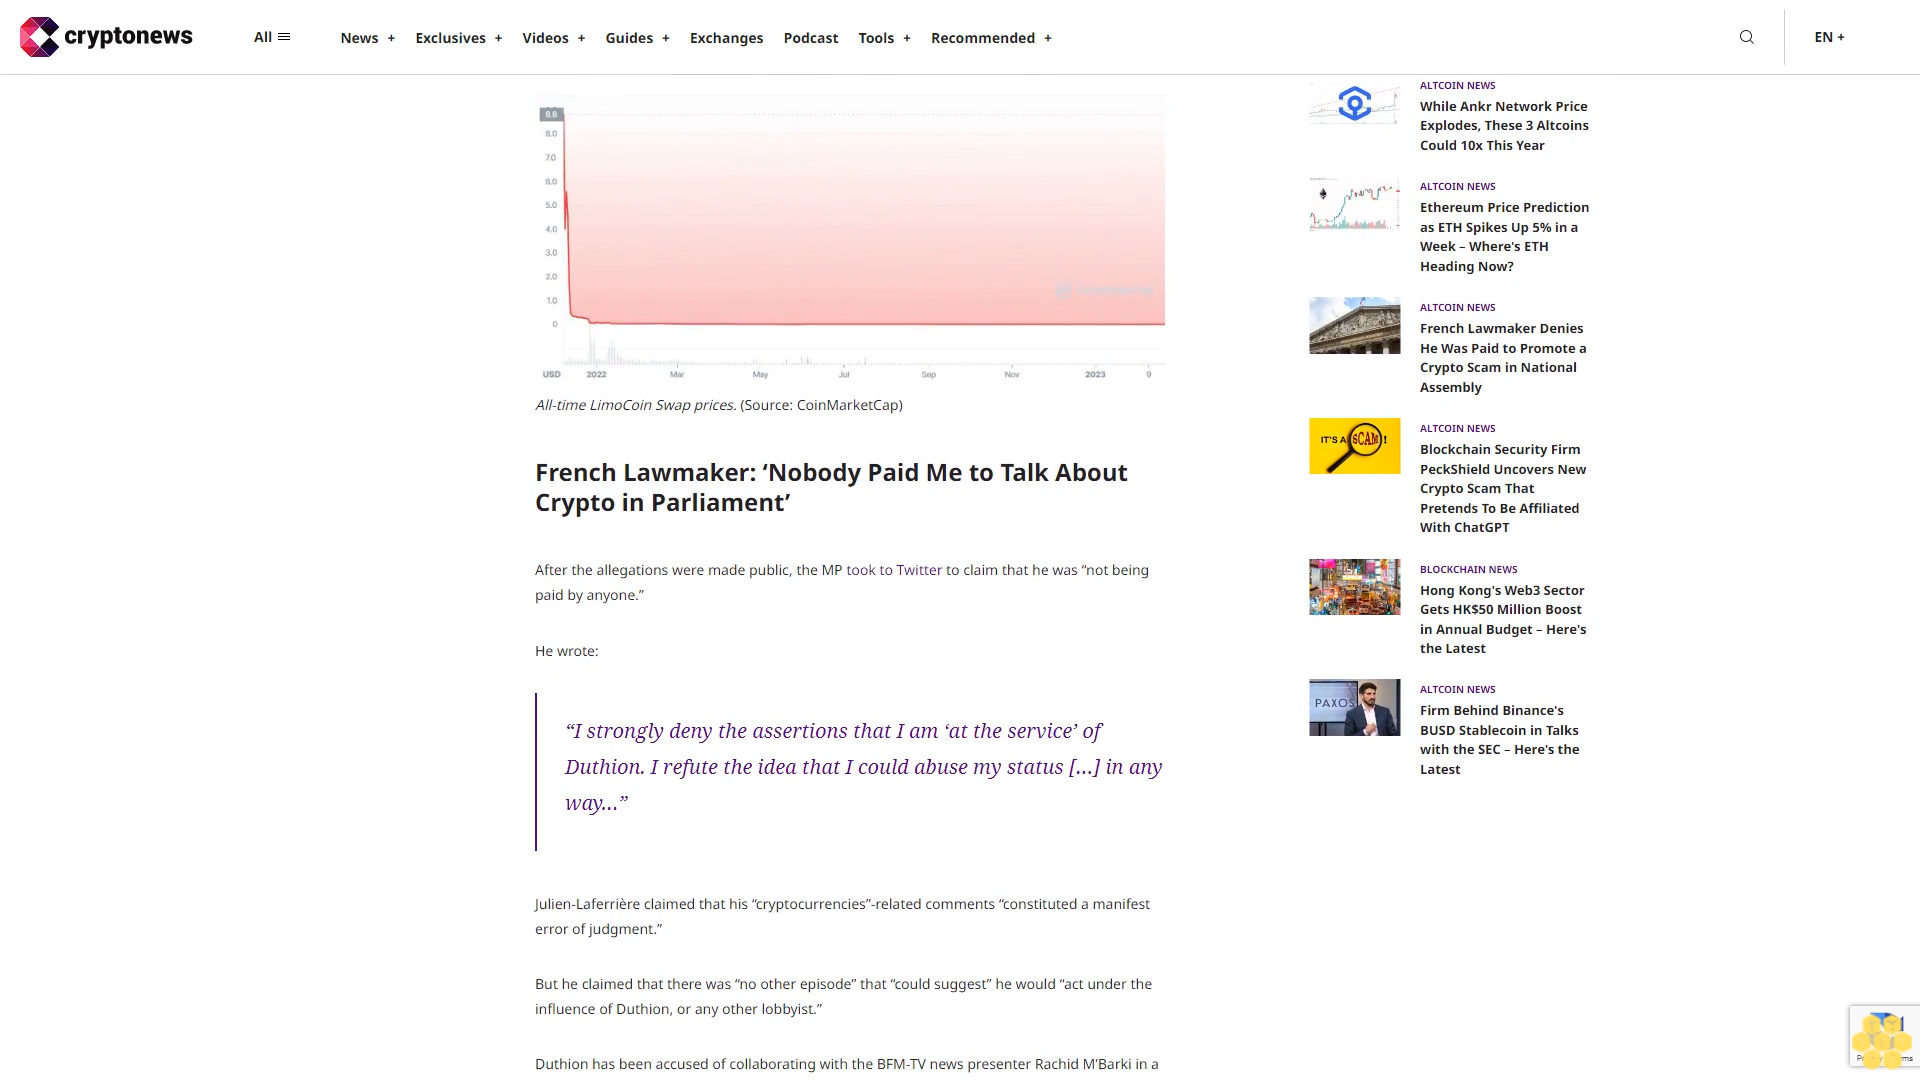 cryptonews
All
News +
Exclusives +
Videos +
Guides +
Exchanges
Podcast
Tools +
Recommended +
EN +
8.8
8.0
7.0
6.0
5.0
4.0
3.0
2.0
1.0
0
USD 2022 Mar May Jul Sep Nov 2023 9
All-time LimoCoin Swap prices. (Source: CoinMarketCap)
French Lawmaker: ‘Nobody Paid Me to Talk About
Crypto in Parliament’
After the allegations were made public, the MP took to Twitter to claim that he was “not being
paid by anyone.”
He wrote:
“I strongly deny the assertions that I am ‘at the service’ of
Duthion. I refute the idea that I could abuse my status […] in any
way…”
Julien-Laferrière claimed that his “cryptocurrencies”-related comments “constituted a manifest
error of judgment.”
But he claimed that there was “no other episode” that “could suggest” he would “act under the
influence of Duthion, or any other lobbyist.”
Duthion has been accused of collaborating with the BFM-TV news presenter Rachid M’Barki in a
ALTCOIN NEWS
While Ankr Network Price
Explodes, These 3 Altcoins
Could 10x This Year
ALTCOIN NEWS
Ethereum Price Prediction
as ETH Spikes Up 5% in a
Week – Where's ETH
Heading Now?
ALTCOIN NEWS
French Lawmaker Denies
He Was Paid to Promote a
Crypto Scam in National
Assembly
IT'S A SCAM !
ALTCOIN NEWS
Blockchain Security Firm
PeckShield Uncovers New
Crypto Scam That
Pretends To Be Affiliated
With ChatGPT
BLOCKCHAIN NEWS
Hong Kong's Web3 Sector
Gets HK$50 Million Boost
in Annual Budget – Here's
the Latest
PAXOS
ALTCOIN NEWS
Firm Behind Binance's
BUSD Stablecoin in Talks
with the SEC – Here's the
Latest